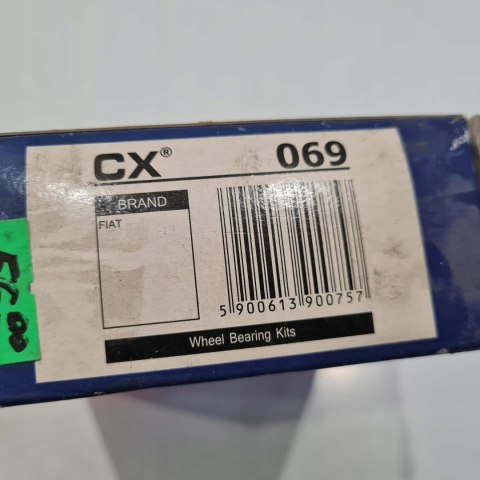 CX® 069
BRAND
FIAT
5 900613 900757
Wheel Bearing Kits